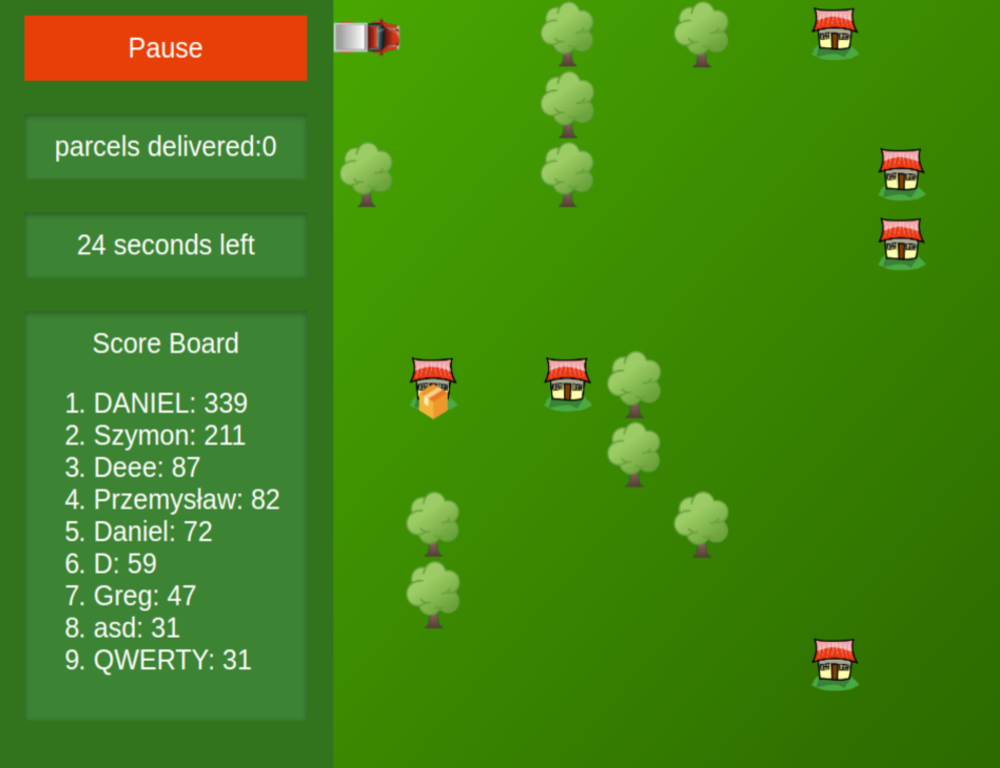 Pause
parcels delivered:0
24 seconds left
Score Board
1. DANIEL: 339
2. Szymon: 211
3. Deee: 87
4. Przemysław: 82
5. Daniel: 72
6. D: 59
7. Greg: 47
8. asd: 31
9. QWERTY: 31